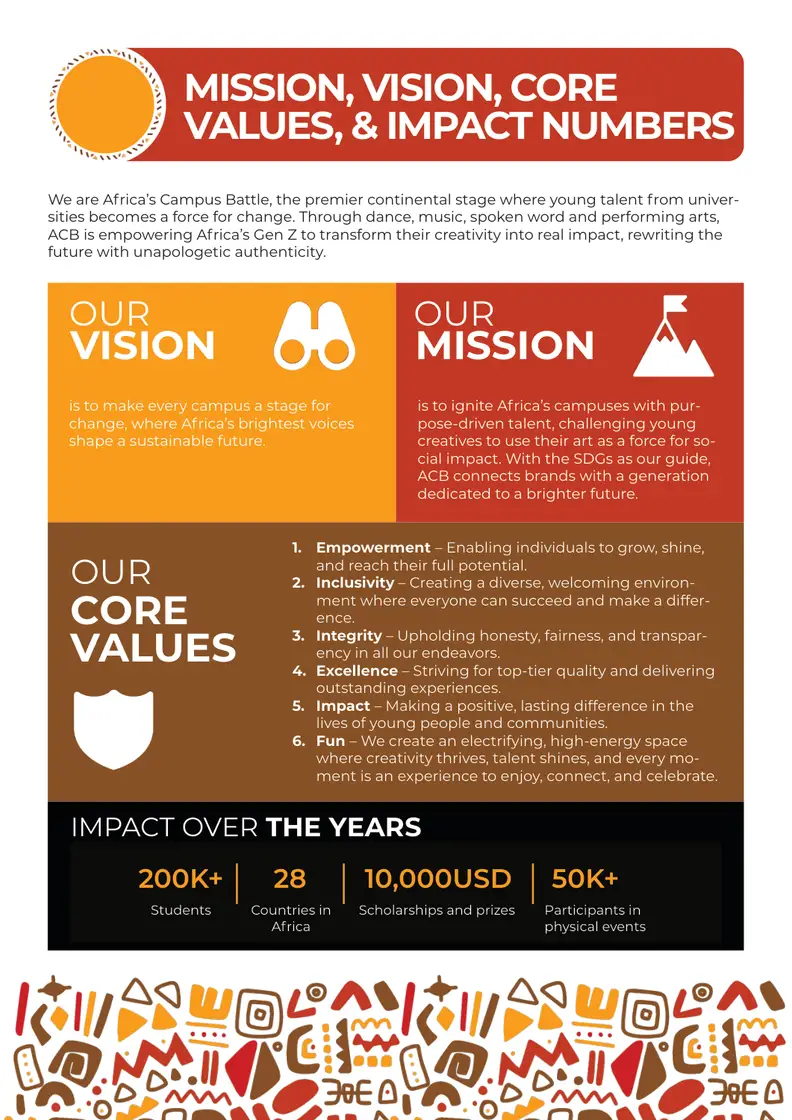 MISSION, VISION, CORE
VALUES, & IMPACT NUMBERS
We are Africa's Campus Battle, the premier continental stage where young talent from univer-
sities becomes a force for change. Through dance, music, spoken word and performing arts,
ACB is empowering Africa's Gen Z to transform their creativity into real impact, rewriting the
future with unapologetic authenticity.
OUR
VISION
is to make every campus a stage for
change, where Africa's brightest voices
shape a sustainable future.
OUR
MISSION
is to ignite Africa's campuses with pur-
pose-driven talent, challenging young
creatives to use their art as a force for so-
cial impact. With the SDGs as our guide,
ACB connects brands with a generation
dedicated to a brighter future.
OUR
CORE
VALUES
1. Empowerment – Enabling individuals to grow, shine,
and reach their full potential.
2. Inclusivity – Creating a diverse, welcoming environ-
ment where everyone can succeed and make a differ-
ence.
3. Integrity – Upholding honesty, fairness, and transpar-
ency in all our endeavors.
4. Excellence – Striving for top-tier quality and delivering
outstanding experiences.
5. Impact – Making a positive, lasting difference in the
lives of young people and communities.
6. Fun – We create an electrifying, high-energy space
where creativity thrives, talent shines, and every mo-
ment is an experience to enjoy, connect, and celebrate.
IMPACT OVER THE YEARS
200K+
Students
28
Countries in
Africa
10,000USD
Scholarships and prizes
50K+
Participants in
physical events